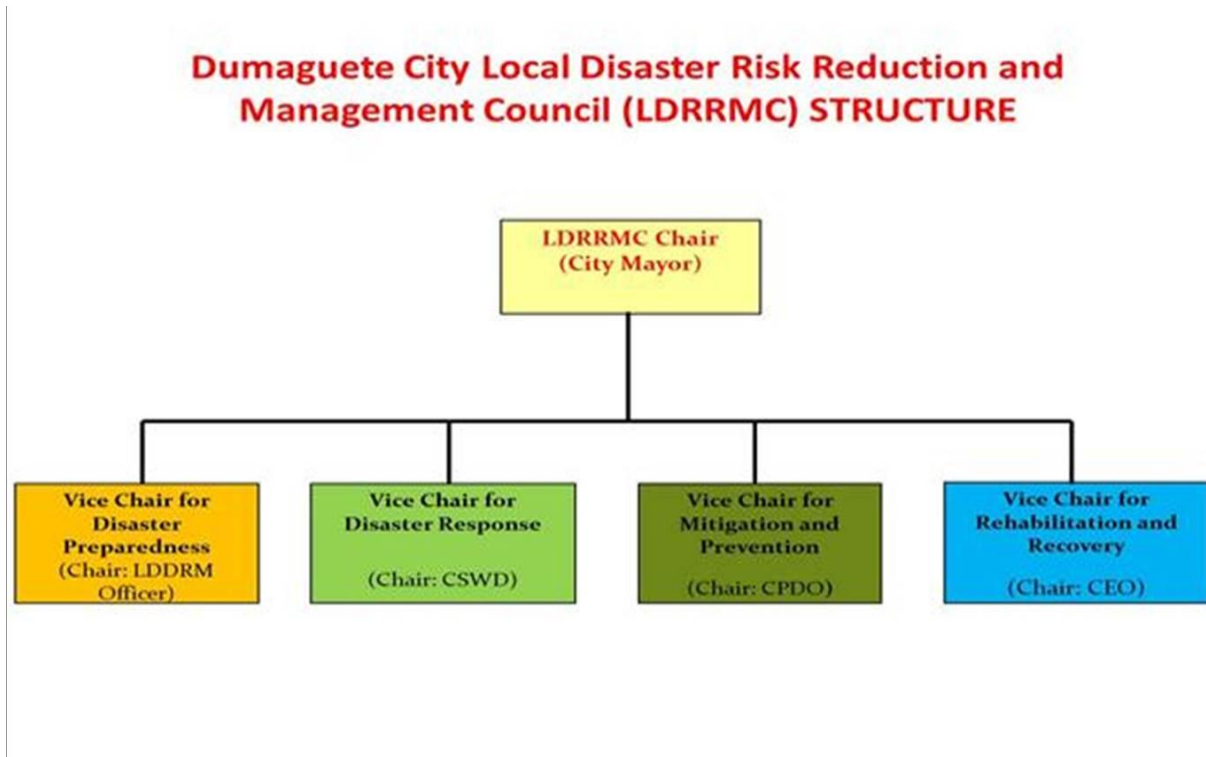 Dumaguete City Local Disaster Risk Reduction and
Management Council (LDRRMC) STRUCTURE
LDRRMC Chair
(City Mayor)
Vice Chair for
Disaster
Preparedness
(Chair: LDDRM
Officer)
Vice Chair for
Disaster Response
(Chair: CSWD)
Vice Chair for
Mitigation and
Prevention
(Chair: CPDO)
Vice Chair for
Rehabilitation and
Recovery
(Chair: CEO)